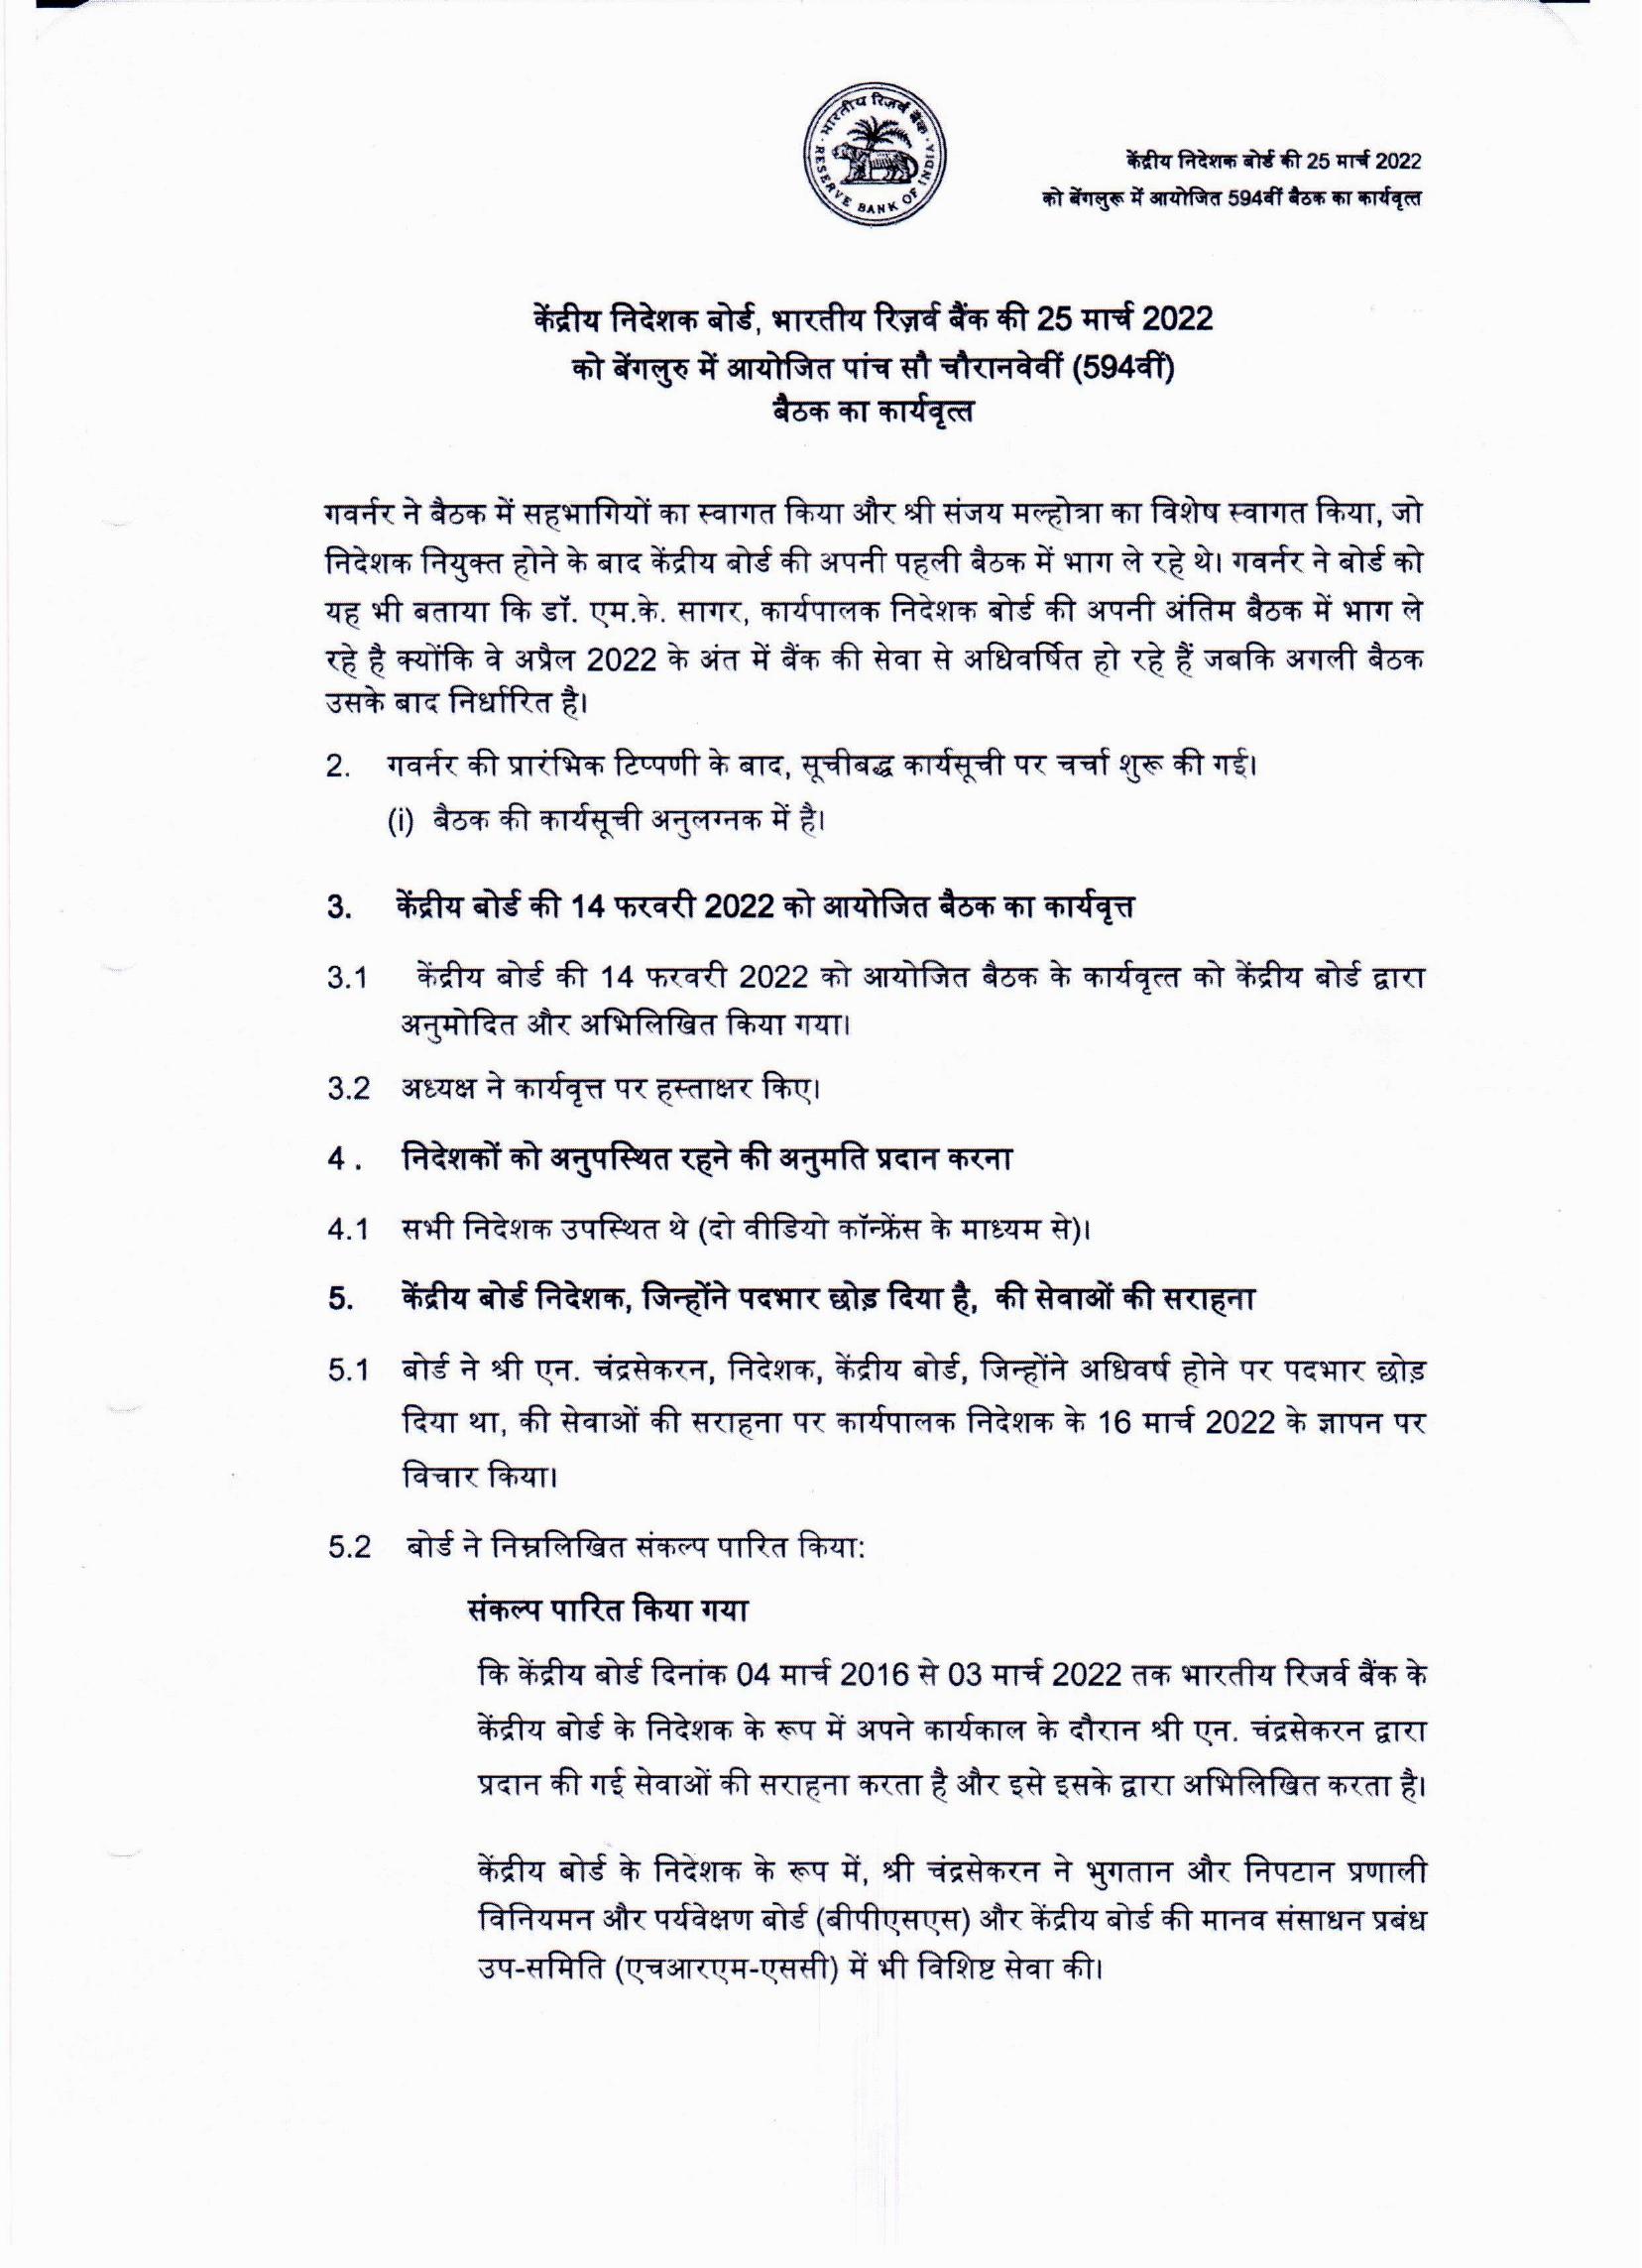 भारतीय रिज़र्व बैंक
RESERVE BANK OF INDIA
केंद्रीय निदेशक बोर्ड की 25 मार्च 2022
को बेंगलुरू में आयोजित 594वीं बैठक का कार्यवृत्त
केंद्रीय निदेशक बोर्ड, भारतीय रिज़र्व बैंक की 25 मार्च 2022
को बेंगलुरु में आयोजित पांच सौ चौरानवेवीं (594वीं)
बैठक का कार्यवृत्त
गवर्नर ने बैठक में सहभागियों का स्वागत किया और श्री संजय मल्होत्रा का विशेष स्वागत किया, जो
निदेशक नियुक्त होने के बाद केंद्रीय बोर्ड की अपनी पहली बैठक में भाग ले रहे थे। गवर्नर ने बोर्ड को
यह भी बताया कि डॉ. एम.के. सागर, कार्यपालक निदेशक बोर्ड की अपनी अंतिम बैठक में भाग ले
रहे है क्योंकि वे अप्रैल 2022 के अंत में बैंक की सेवा से अधिवर्षित हो रहे हैं जबकि अगली बैठक
उसके बाद निर्धारित है।
2. गवर्नर की प्रारंभिक टिप्पणी के बाद, सूचीबद्ध कार्यसूची पर चर्चा शुरू की गई।
(i) बैठक की कार्यसूची अनुलग्नक में है।
3. केंद्रीय बोर्ड की 14 फरवरी 2022 को आयोजित बैठक का कार्यवृत्त
3.1 केंद्रीय बोर्ड की 14 फरवरी 2022 को आयोजित बैठक के कार्यवृत्त को केंद्रीय बोर्ड द्वारा
अनुमोदित और अभिलिखित किया गया।
3.2 अध्यक्ष ने कार्यवृत्त पर हस्ताक्षर किए।
4 . निदेशकों को अनुपस्थित रहने की अनुमति प्रदान करना
4.1 सभी निदेशक उपस्थित थे (दो वीडियो कॉन्फ्रेंस के माध्यम से)।
5. केंद्रीय बोर्ड निदेशक, जिन्होंने पदभार छोड़ दिया है, की सेवाओं की सराहना
5.1 बोर्ड ने श्री एन. चंद्रसेकरन, निदेशक, केंद्रीय बोर्ड, जिन्होंने अधिवर्ष होने पर पदभार छोड़
दिया था, की सेवाओं की सराहना पर कार्यपालक निदेशक के 16 मार्च 2022 के ज्ञापन पर
विचार किया।
5.2 बोर्ड ने निम्नलिखित संकल्प पारित किया:
संकल्प पारित किया गया
कि केंद्रीय बोर्ड दिनांक 04 मार्च 2016 से 03 मार्च 2022 तक भारतीय रिजर्व बैंक के
केंद्रीय बोर्ड के निदेशक के रूप में अपने कार्यकाल के दौरान श्री एन. चंद्रसेकरन द्वारा
प्रदान की गई सेवाओं की सराहना करता है और इसे इसके द्वारा अभिलिखित करता है।
केंद्रीय बोर्ड के निदेशक के रूप में, श्री चंद्रसेकरन ने भुगतान और निपटान प्रणाली
विनियमन और पर्यवेक्षण बोर्ड (बीपीएसएस) और केंद्रीय बोर्ड की मानव संसाधन प्रबंध
उप-समिति (एचआरएम-एससी) में भी विशिष्ट सेवा की।